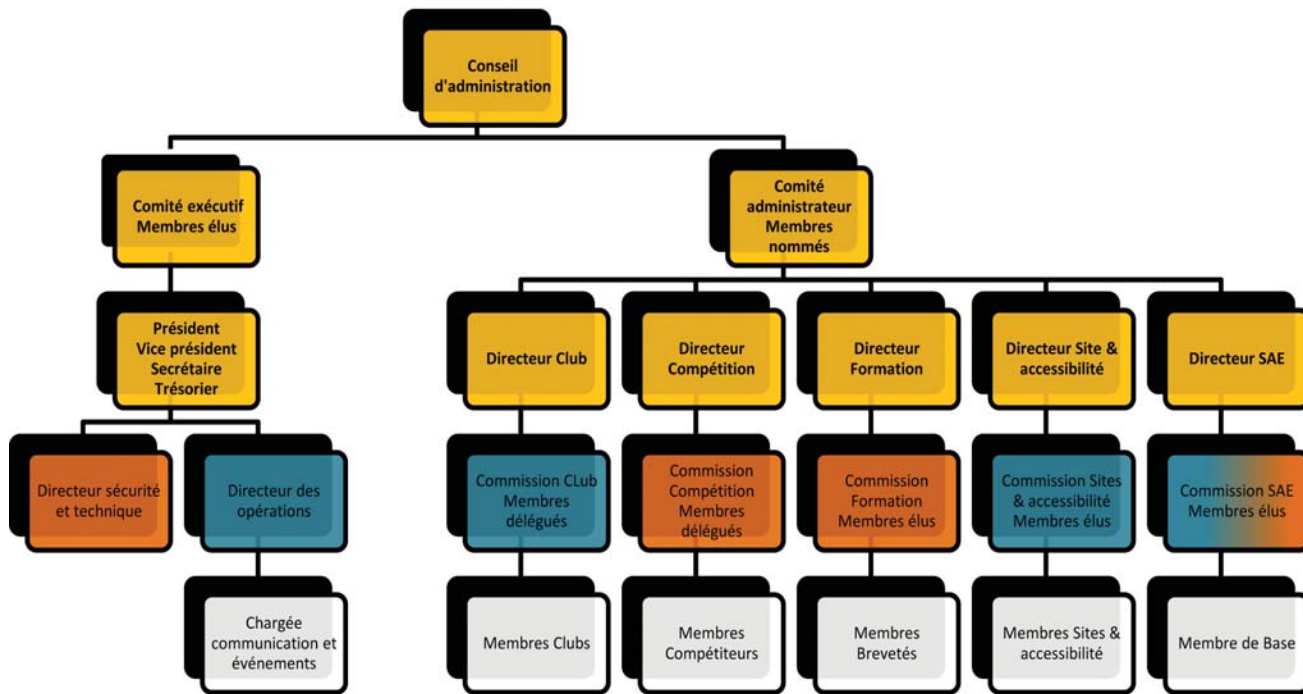 Conseil
d'administration
Comité exécutif
Membres élus
Comité
administrateur
Membres
nommés
Président
Vice président
Secrétaire
Trésorier
Directeur Club
Directeur
Compétition
Directeur
Formation
Directeur Site &
accessibilité
Directeur SAE
Directeur sécurité
et technique
Directeur des
opérations
Commission CLub
Membres
délégués
Commission
Compétition
Membres
délégués
Commission
Formation
Membres élus
Commission Sites
& accessibilité
Membres élus
Commission SAE
Membres élus
Chargée
communication et
événements
Membres Clubs
Membres
Compétiteurs
Membres
Brevetés
Membres Sites &
accessibilité
Membre de Base